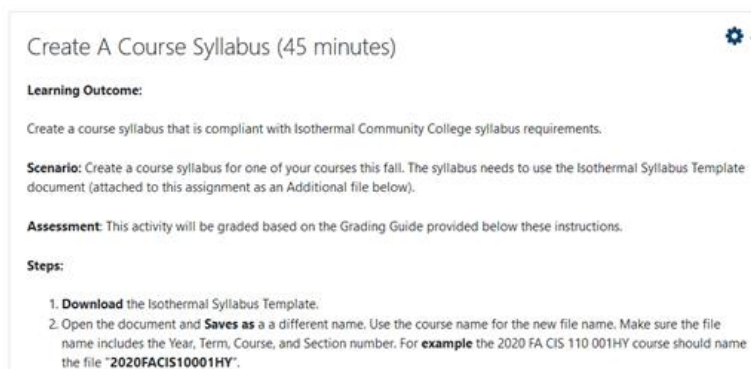 Create A Course Syllabus (45 minutes)
Learning Outcome:
Create a course syllabus that is compliant with Isothermal Community College syllabus requirements.
Scenario: Create a course syllabus for one of your courses this fall. The syllabus needs to use the Isothermal Syllabus Template
document (attached to this assignment as an Additional file below).
Assessment: This activity will be graded based on the Grading Guide provided below these instructions.
Steps:
1. Download the Isothermal Syllabus Template.
2. Open the document and Saves as a a different name. Use the course name for the new file name. Make sure the file
name includes the Year, Term, Course, and Section number. For example the 2020 FA CIS 110 001HY course should name
the file "2020FACIS10001HY".